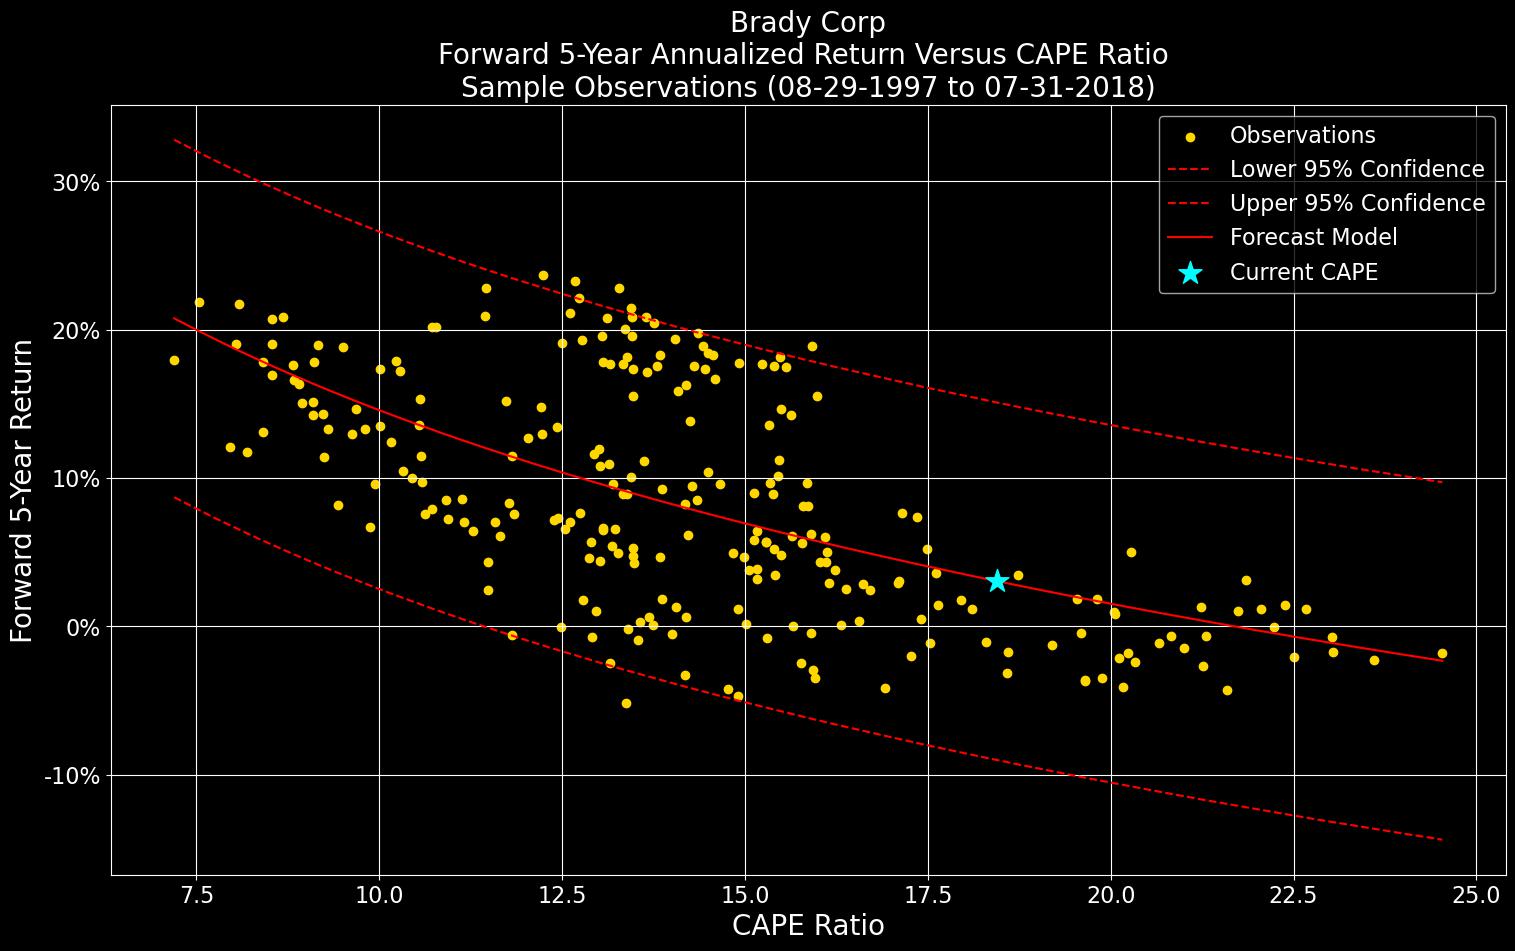 Brady Corp
Forward 5-Year Annualized Return Versus CAPE Ratio
Sample Observations (08-29-1997 to 07-31-2018)
Observations
Lower 95% Confidence
Upper 95% Confidence
Forecast Model
Current CAPE
Forward 5-Year Return
30%
20%
10%
0%
-10%
7.5 10.0 12.5 15.0 17.5 20.0 22.5 25.0
CAPE Ratio